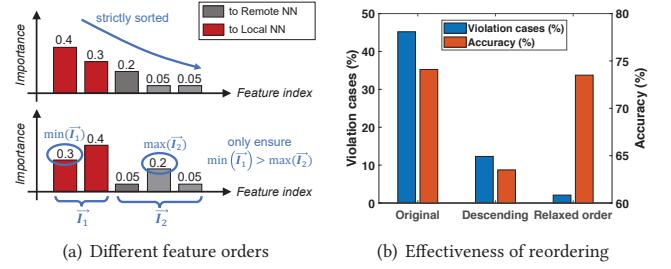 strictly sorted
to Remote NN
to Local NN
Importance
0.4
0.3
0.2
0.05
0.05
Feature index
Importance
min(I₁)
0.3
0.4
max(I₂)
0.2
0.05
0.05
only ensure
min(I₁) > max(I₂)
Feature index
I₁
I₂
(a) Different feature orders
Violation cases (%)
Accuracy (%)
Violation cases (%)
50
40
30
20
10
0
Accuracy (%)
80
75
70
65
60
Original
Descending
Relaxed order
(b) Effectiveness of reordering